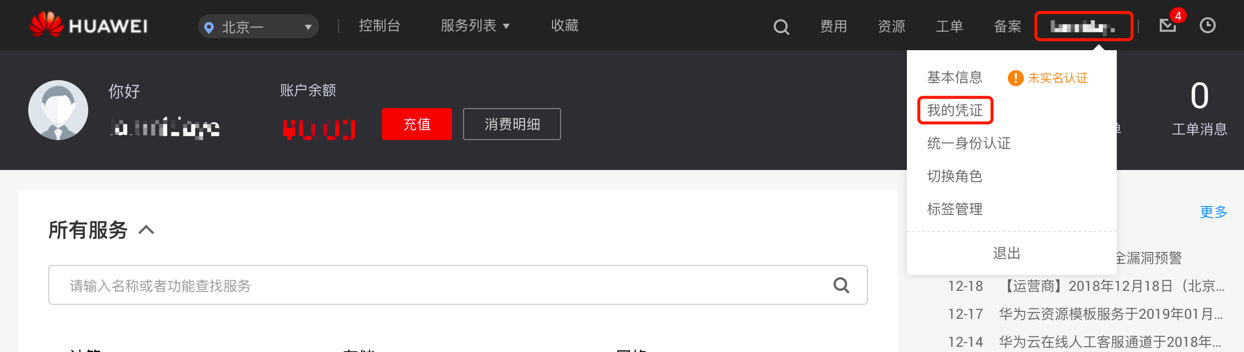 HUAWEI 北京一 控制台 服务列表 收藏 费用 资源 工单 备案 4
你好
账户余额
充值
消费明细
基本信息 未实名认证
我的凭证
统一身份认证
切换角色
标签管理
退出
0
工单消息
更多
所有服务
请输入名称或者功能查找服务
全漏洞预警
12-18 【运营商】2018年12月18日（北京...
12-17 华为云资源模板服务于2019年01月...
12-14 华为云在线人工客服通道于2018年...